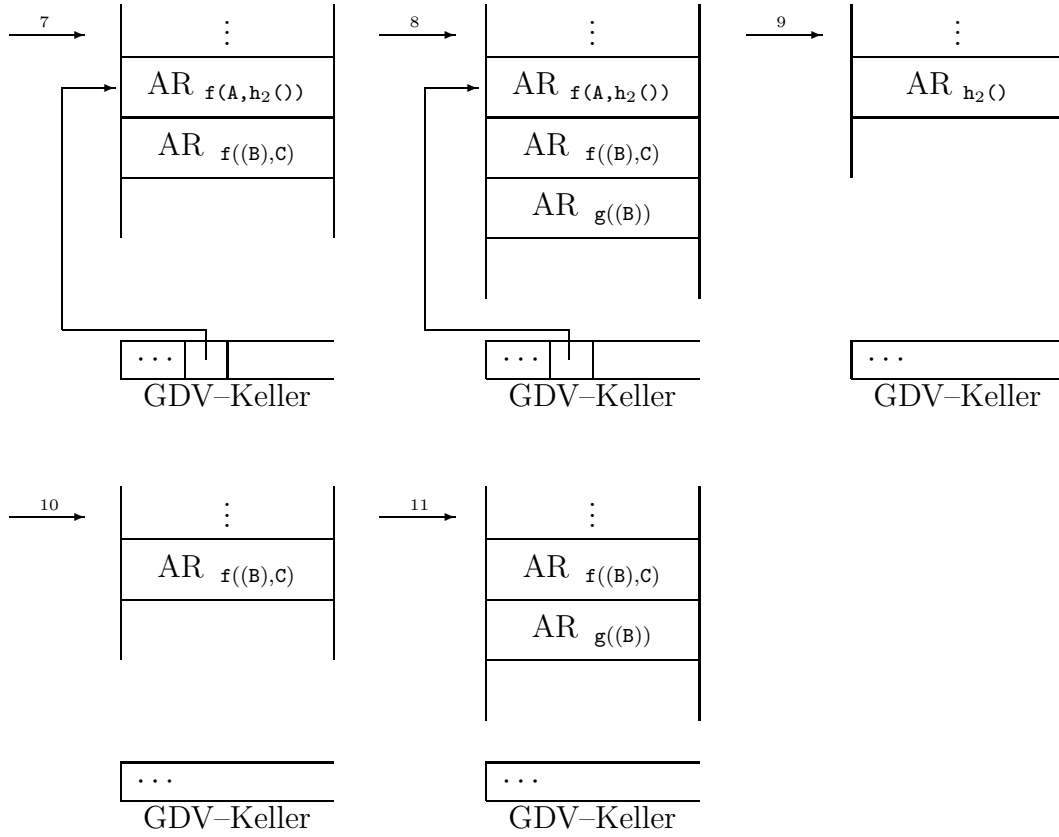 7
⋮
AR f(A,h₂())
AR f((B),C)
···
GDV–Keller
8
⋮
AR f(A,h₂())
AR f((B),C)
AR g((B))
···
GDV–Keller
9
⋮
AR h₂()
···
GDV–Keller
10
⋮
AR f((B),C)
···
GDV–Keller
11
⋮
AR f((B),C)
AR g((B))
···
GDV–Keller